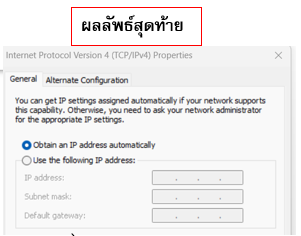 ผลลัพธ์สุดท้าย
Internet Protocol Version 4 (TCP/IPv4) Properties
General Alternate Configuration
You can get IP settings assigned automatically if your network supports
this capability. Otherwise, you need to ask your network administrator
for the appropriate IP settings.
Obtain an IP address automatically
Use the following IP address:
IP address:
Subnet mask:
Default gateway: